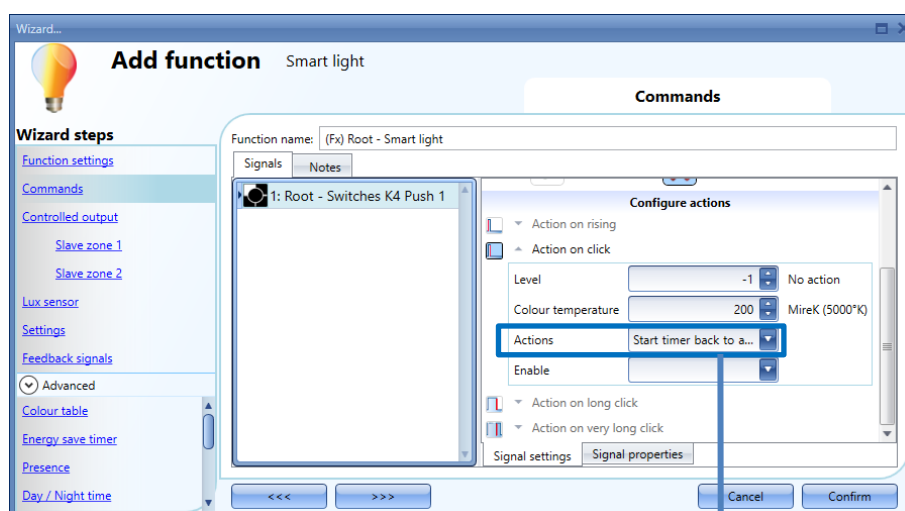 Wizard...
Add function Smart light
Commands
Wizard steps
Function settings
Commands
Controlled output
Slave zone 1
Slave zone 2
Lux sensor
Settings
Feedback signals
Advanced
Colour table
Energy save timer
Presence
Day / Night time
Function name: (Fx) Root - Smart light
Signals Notes
1: Root - Switches K4 Push 1
Configure actions
Action on rising
Action on click
Level -1 No action
Colour temperature 200 MireK (5000°K)
Actions Start timer back to a...
Enable
Action on long click
Action on very long click
Signal settings Signal properties
<<< >>> Cancel Confirm